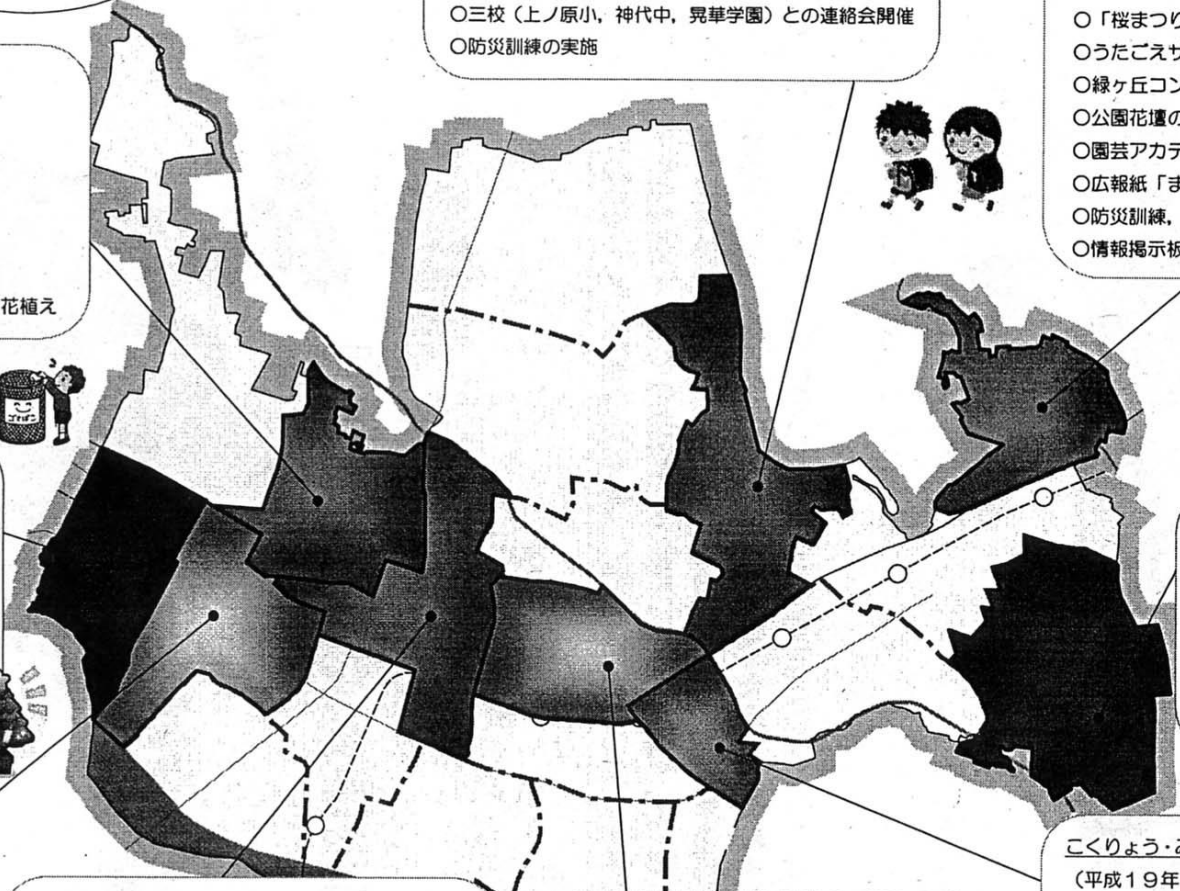 ○三校（上ノ原小，神代中，晃華学園）との連絡会開催
○防災訓練の実施
○「桜まつり
○うたごえサ
○緑ヶ丘コン
○公園花壇の
○園芸アカデ
○広報紙「ま
○防災訓練，
○情報掲示板
花植え
こくりょう・
（平成１９年